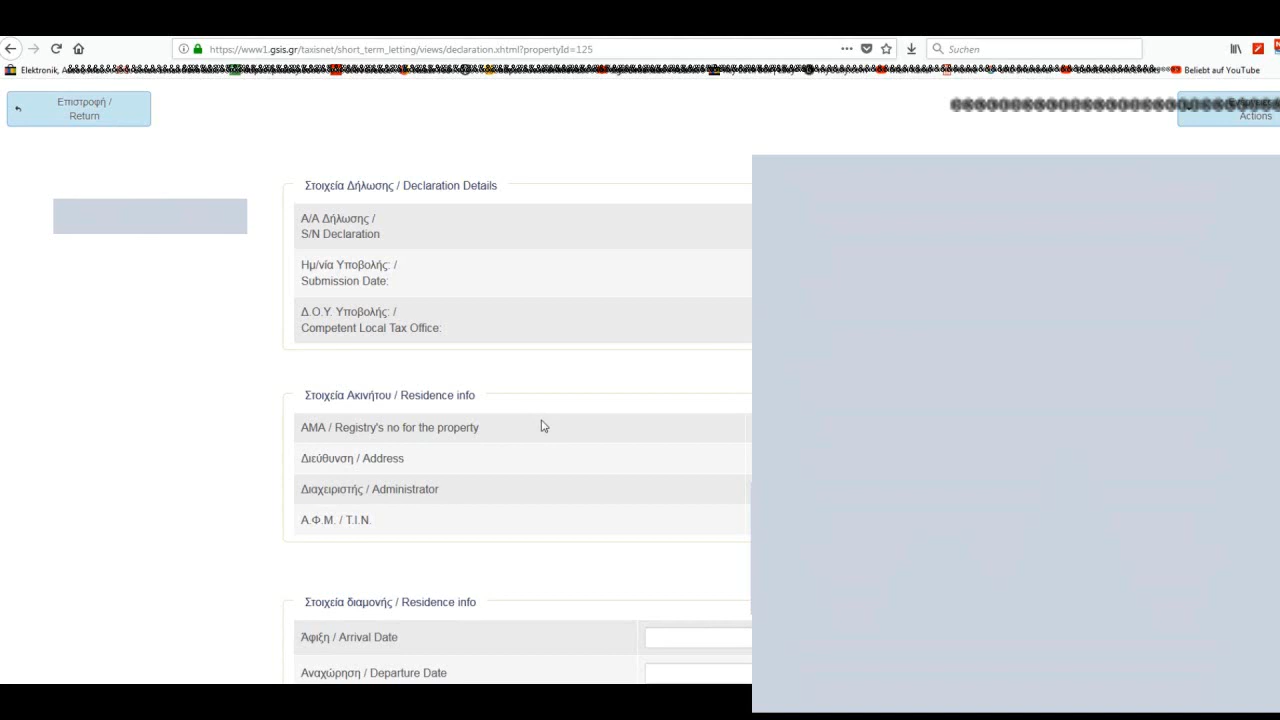 https://www1.gsis.gr/taxisnet/short_term_letting/views/declaration.xhtml?propertyId=125
Suchen
Elektronik,
Beliebt auf YouTube
Επιστροφή /
Return
Actions
Στοιχεία Δήλωσης / Declaration Details
Α/Α Δήλωσης /
S/N Declaration
Ημ/νία Υποβολής: /
Submission Date:
Δ.Ο.Υ. Υποβολής: /
Competent Local Tax Office:
Στοιχεία Ακινήτου / Residence info
ΑΜΑ / Registry's no for the property
Διεύθυνση / Address
Διαχειριστής / Administrator
Α.Φ.Μ. / T.I.N.
Στοιχεία διαμονής / Residence info
Άφιξη / Arrival Date
Αναχώρηση / Departure Date